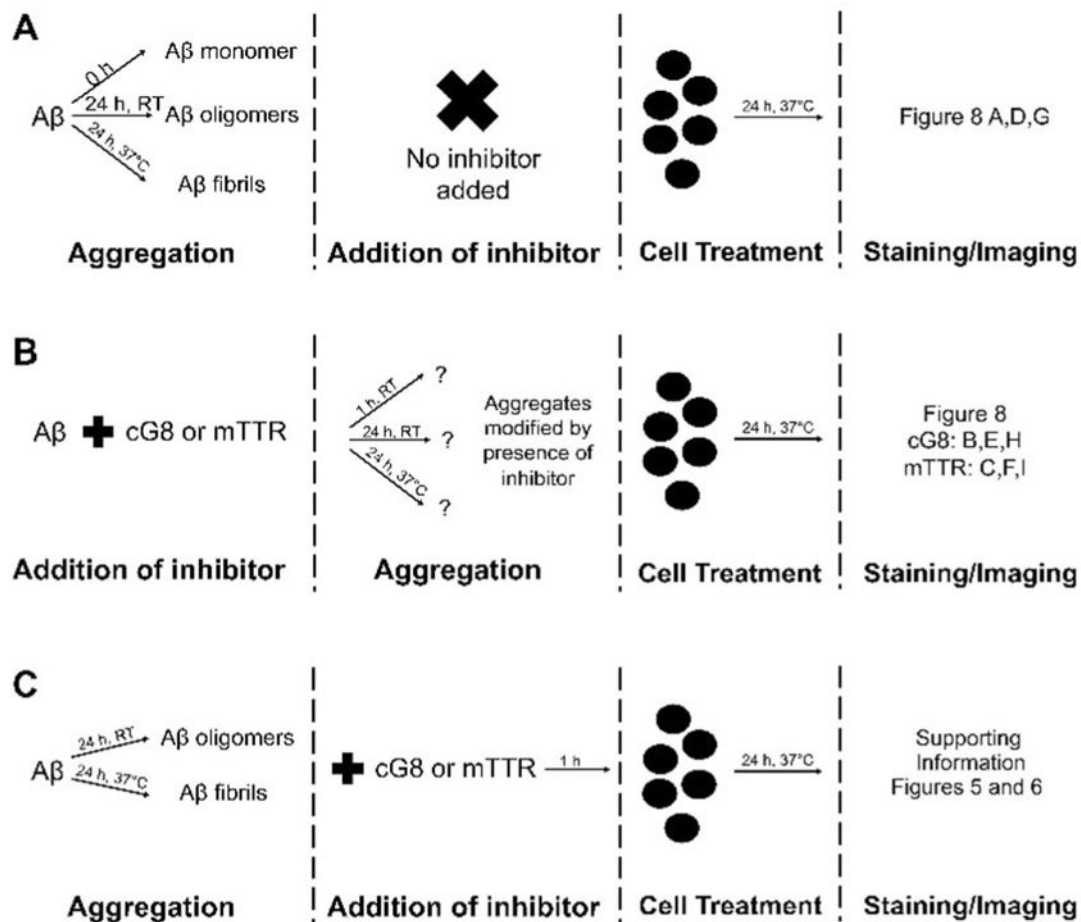 A
Aβ
0 h
Aβ monomer
24 h, RT
Aβ oligomers
24 h, 37°C
Aβ fibrils
No inhibitor
added
24 h, 37°C
Figure 8 A,D,G
Aggregation
Addition of inhibitor
Cell Treatment
Staining/Imaging
B
Aβ + cG8 or mTTR
1 h, RT
?
24 h, RT
?
24 h, 37°C
?
Aggregates
modified by
presence of
inhibitor
24 h, 37°C
Figure 8
cG8: B,E,H
mTTR: C,F,I
Addition of inhibitor
Aggregation
Cell Treatment
Staining/Imaging
C
Aβ
24 h, RT
Aβ oligomers
24 h, 37°C
Aβ fibrils
+ cG8 or mTTR
1 h
24 h, 37°C
Supporting
Information
Figures 5 and 6
Aggregation
Addition of inhibitor
Cell Treatment
Staining/Imaging